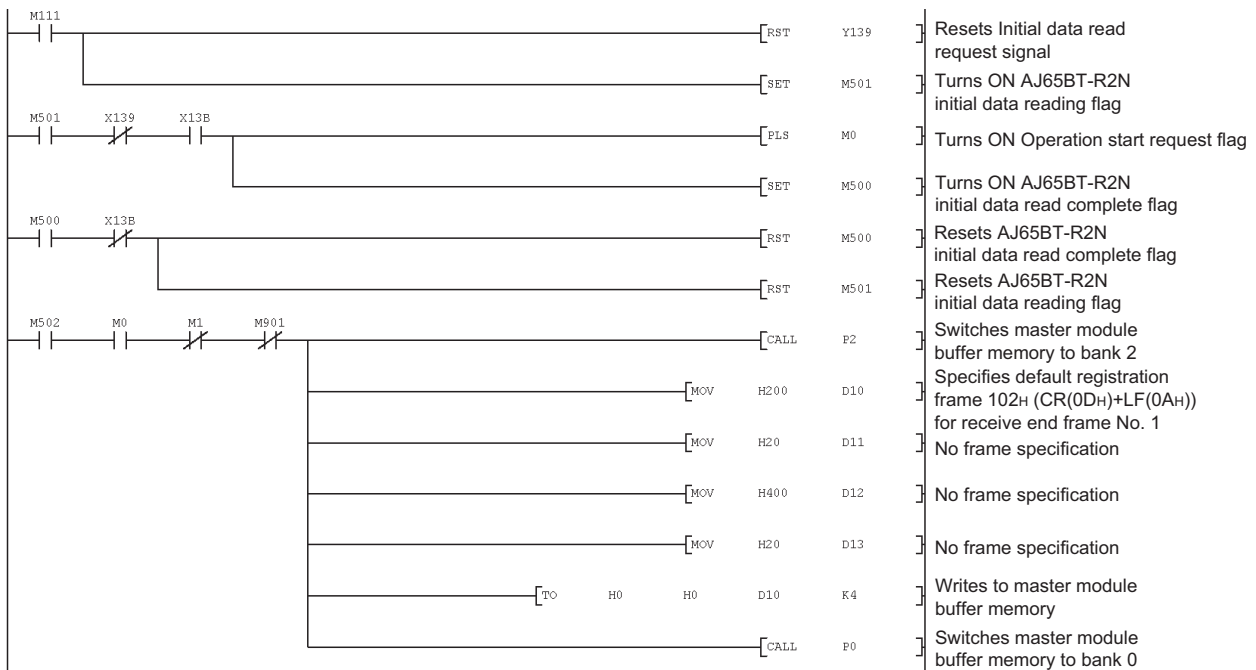 M111
RST Y139 Resets Initial data read
request signal
SET M501 Turns ON AJ65BT-R2N
initial data reading flag
M501 X139 X13B
PLS M0 Turns ON Operation start request flag
SET M500 Turns ON AJ65BT-R2N
initial data read complete flag
M500 X13B
RST M500 Resets AJ65BT-R2N
initial data read complete flag
RST M501 Resets AJ65BT-R2N
initial data reading flag
M502 M0 M1 M901
CALL P2 Switches master module
buffer memory to bank 2
MOV H200 D10 Specifies default registration
frame 102H (CR(0DH)+LF(0AH))
for receive end frame No. 1
MOV H20 D11 No frame specification
MOV H400 D12 No frame specification
MOV H20 D13 No frame specification
TO H0 H0 D10 K4 Writes to master module
buffer memory
CALL P0 Switches master module
buffer memory to bank 0